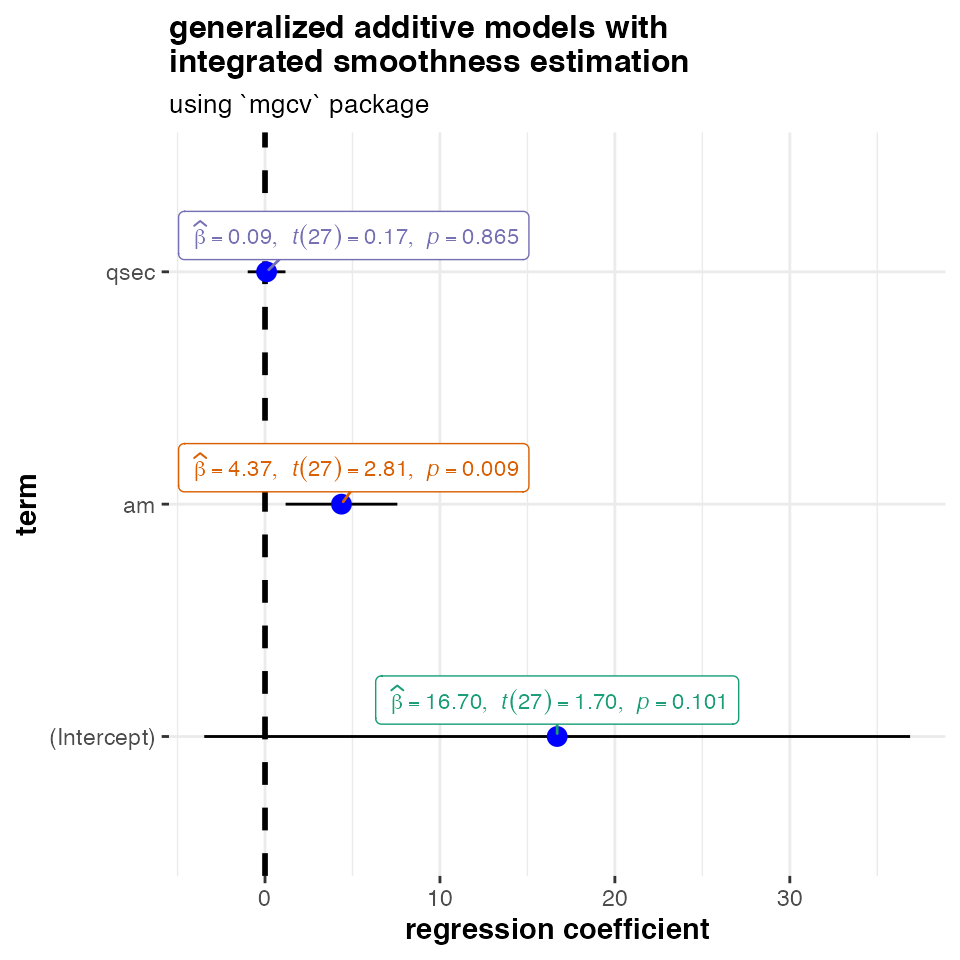 generalized additive models with
integrated smoothness estimation
using `mgcv` package
term
qsec
β̂ = 0.09, t(27) = 0.17, p = 0.865
am
β̂ = 4.37, t(27) = 2.81, p = 0.009
(Intercept)
β̂ = 16.70, t(27) = 1.70, p = 0.101
0 10 20 30
regression coefficient